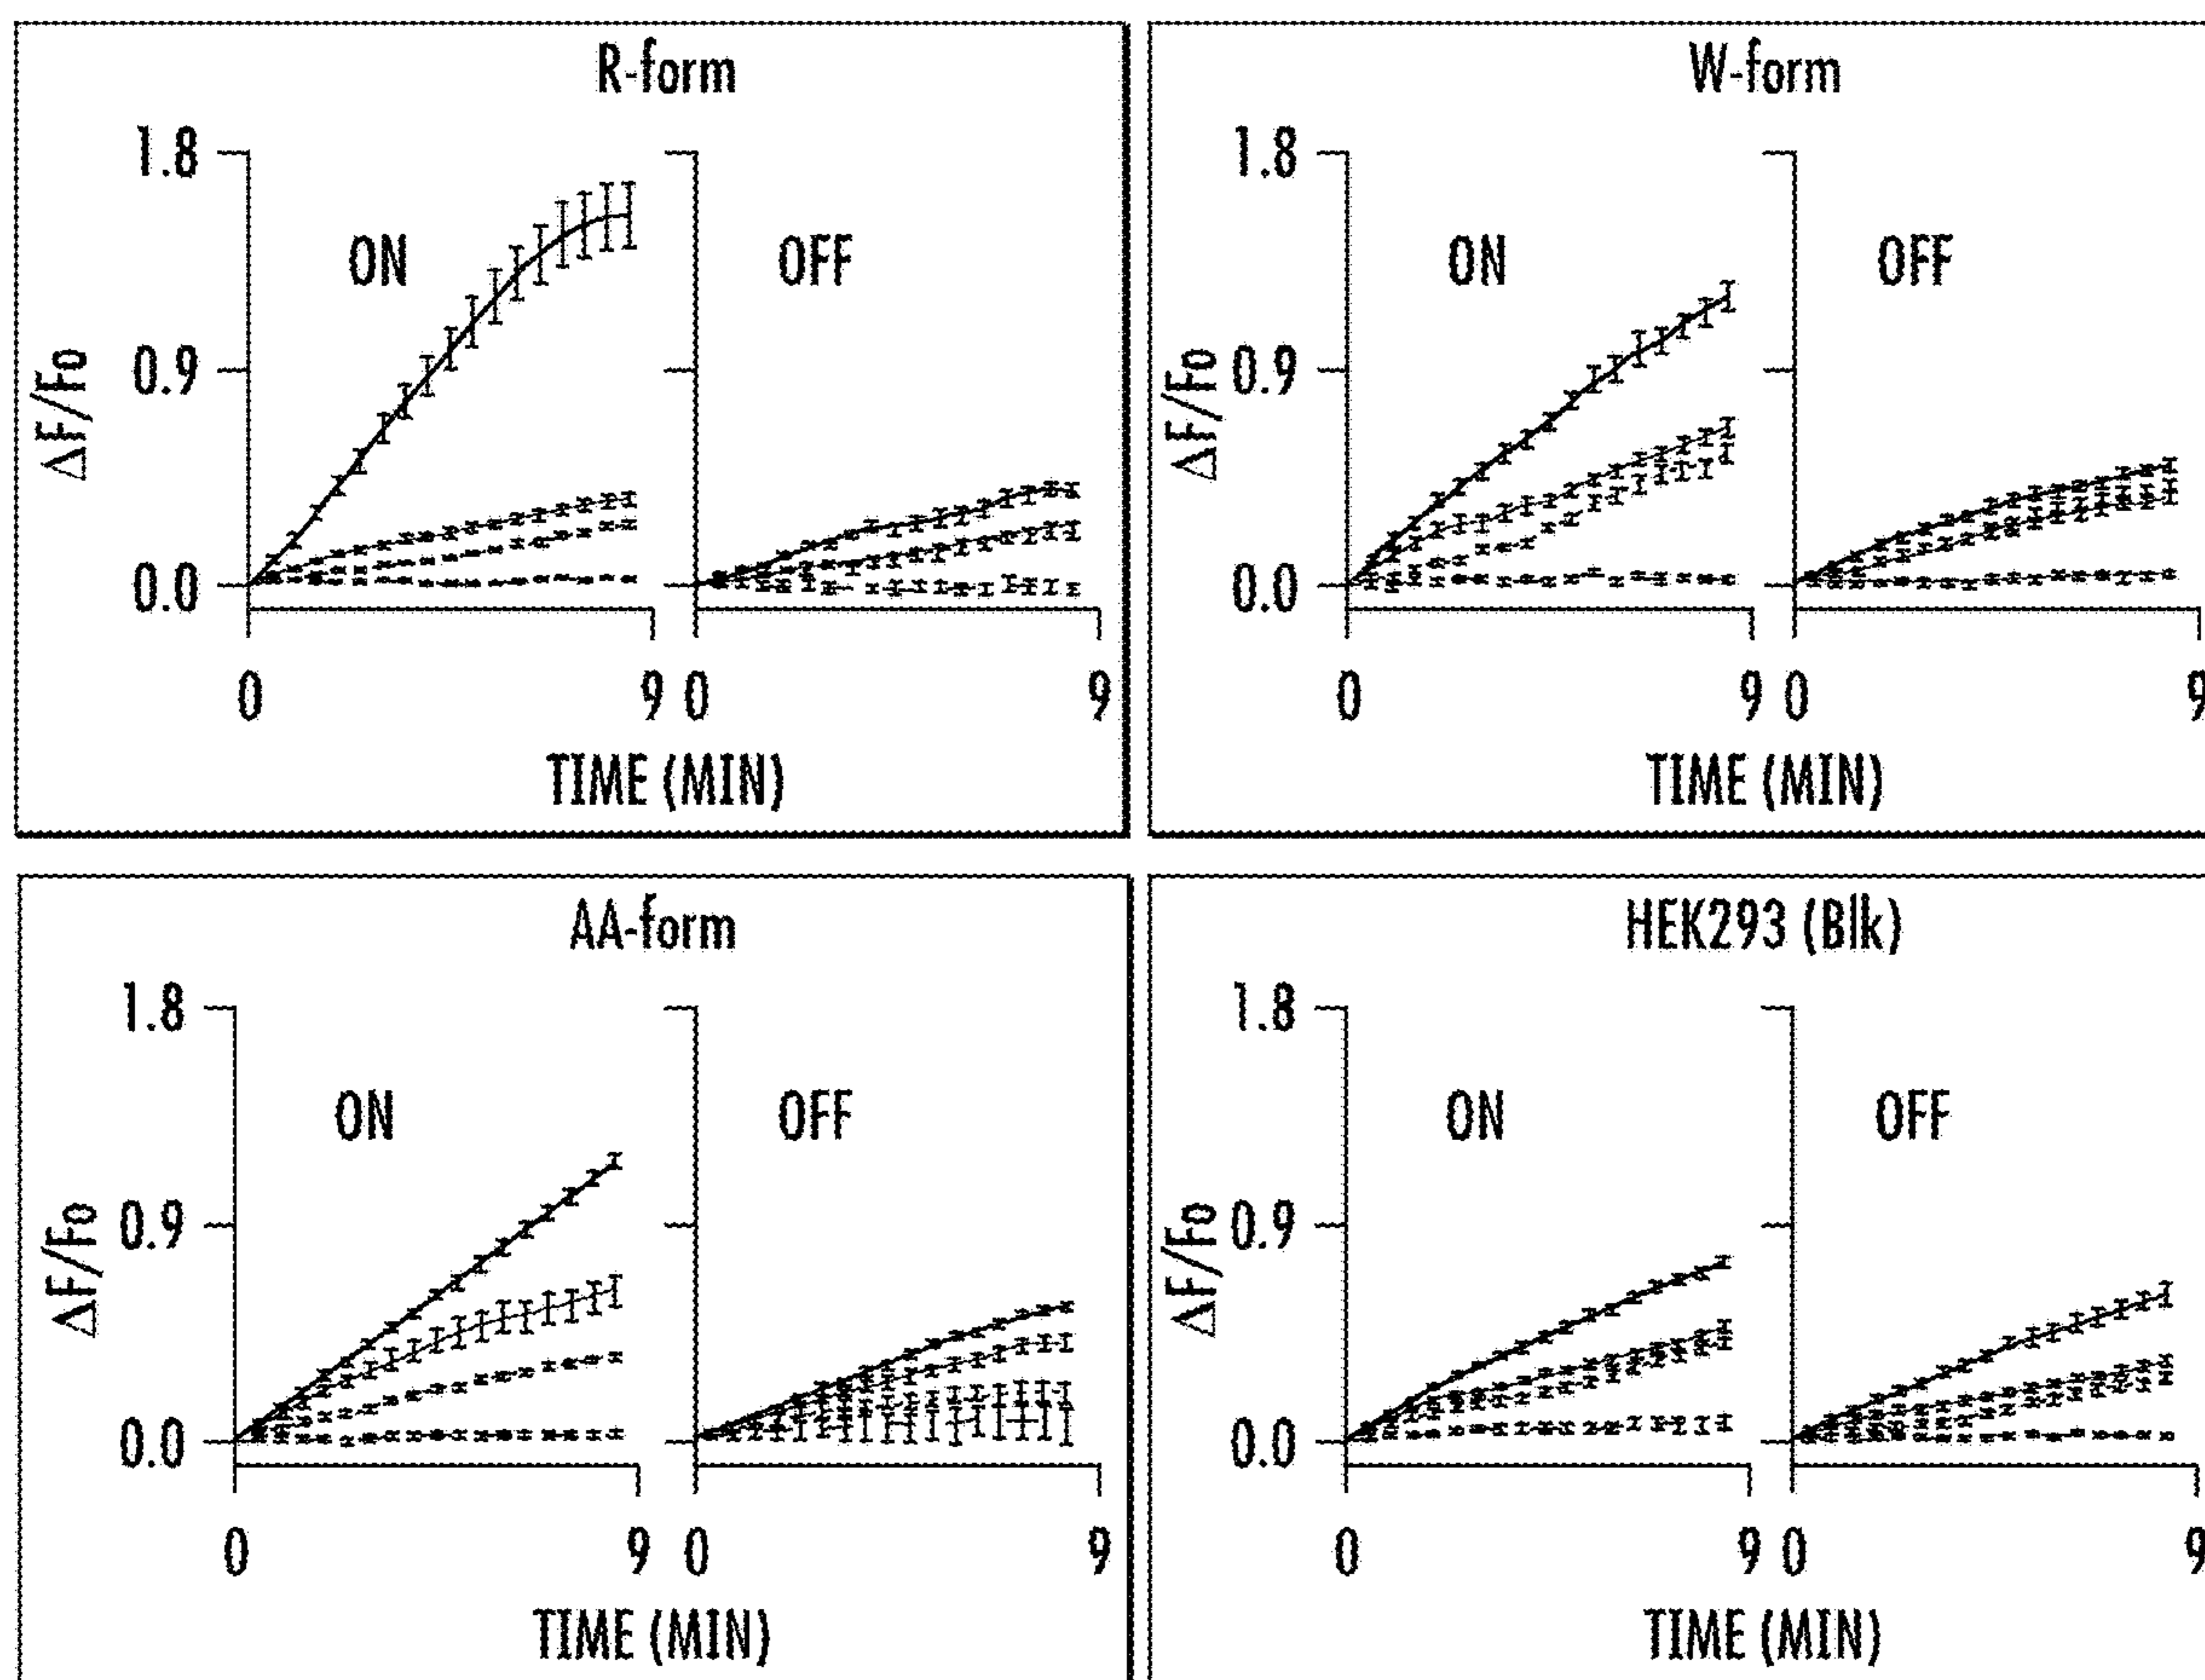 R-form
1.8
0.9
0.0
ΔF/Fo
ON
OFF
0 9 0 9
TIME (MIN)
W-form
1.8
0.9
0.0
ΔF/Fo
ON
OFF
0 9 0 9
TIME (MIN)
AA-form
1.8
0.9
0.0
ΔF/Fo
ON
OFF
0 9 0 9
TIME (MIN)
HEK293 (Blk)
1.8
0.9
0.0
ΔF/Fo
ON
OFF
0 9 0 9
TIME (MIN)